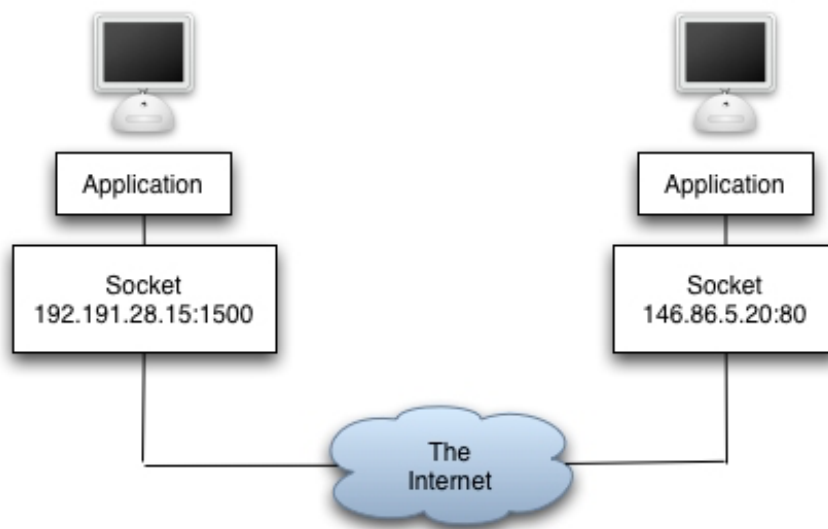 Application
Application
Socket
192.191.28.15:1500
Socket
146.86.5.20:80
The
Internet